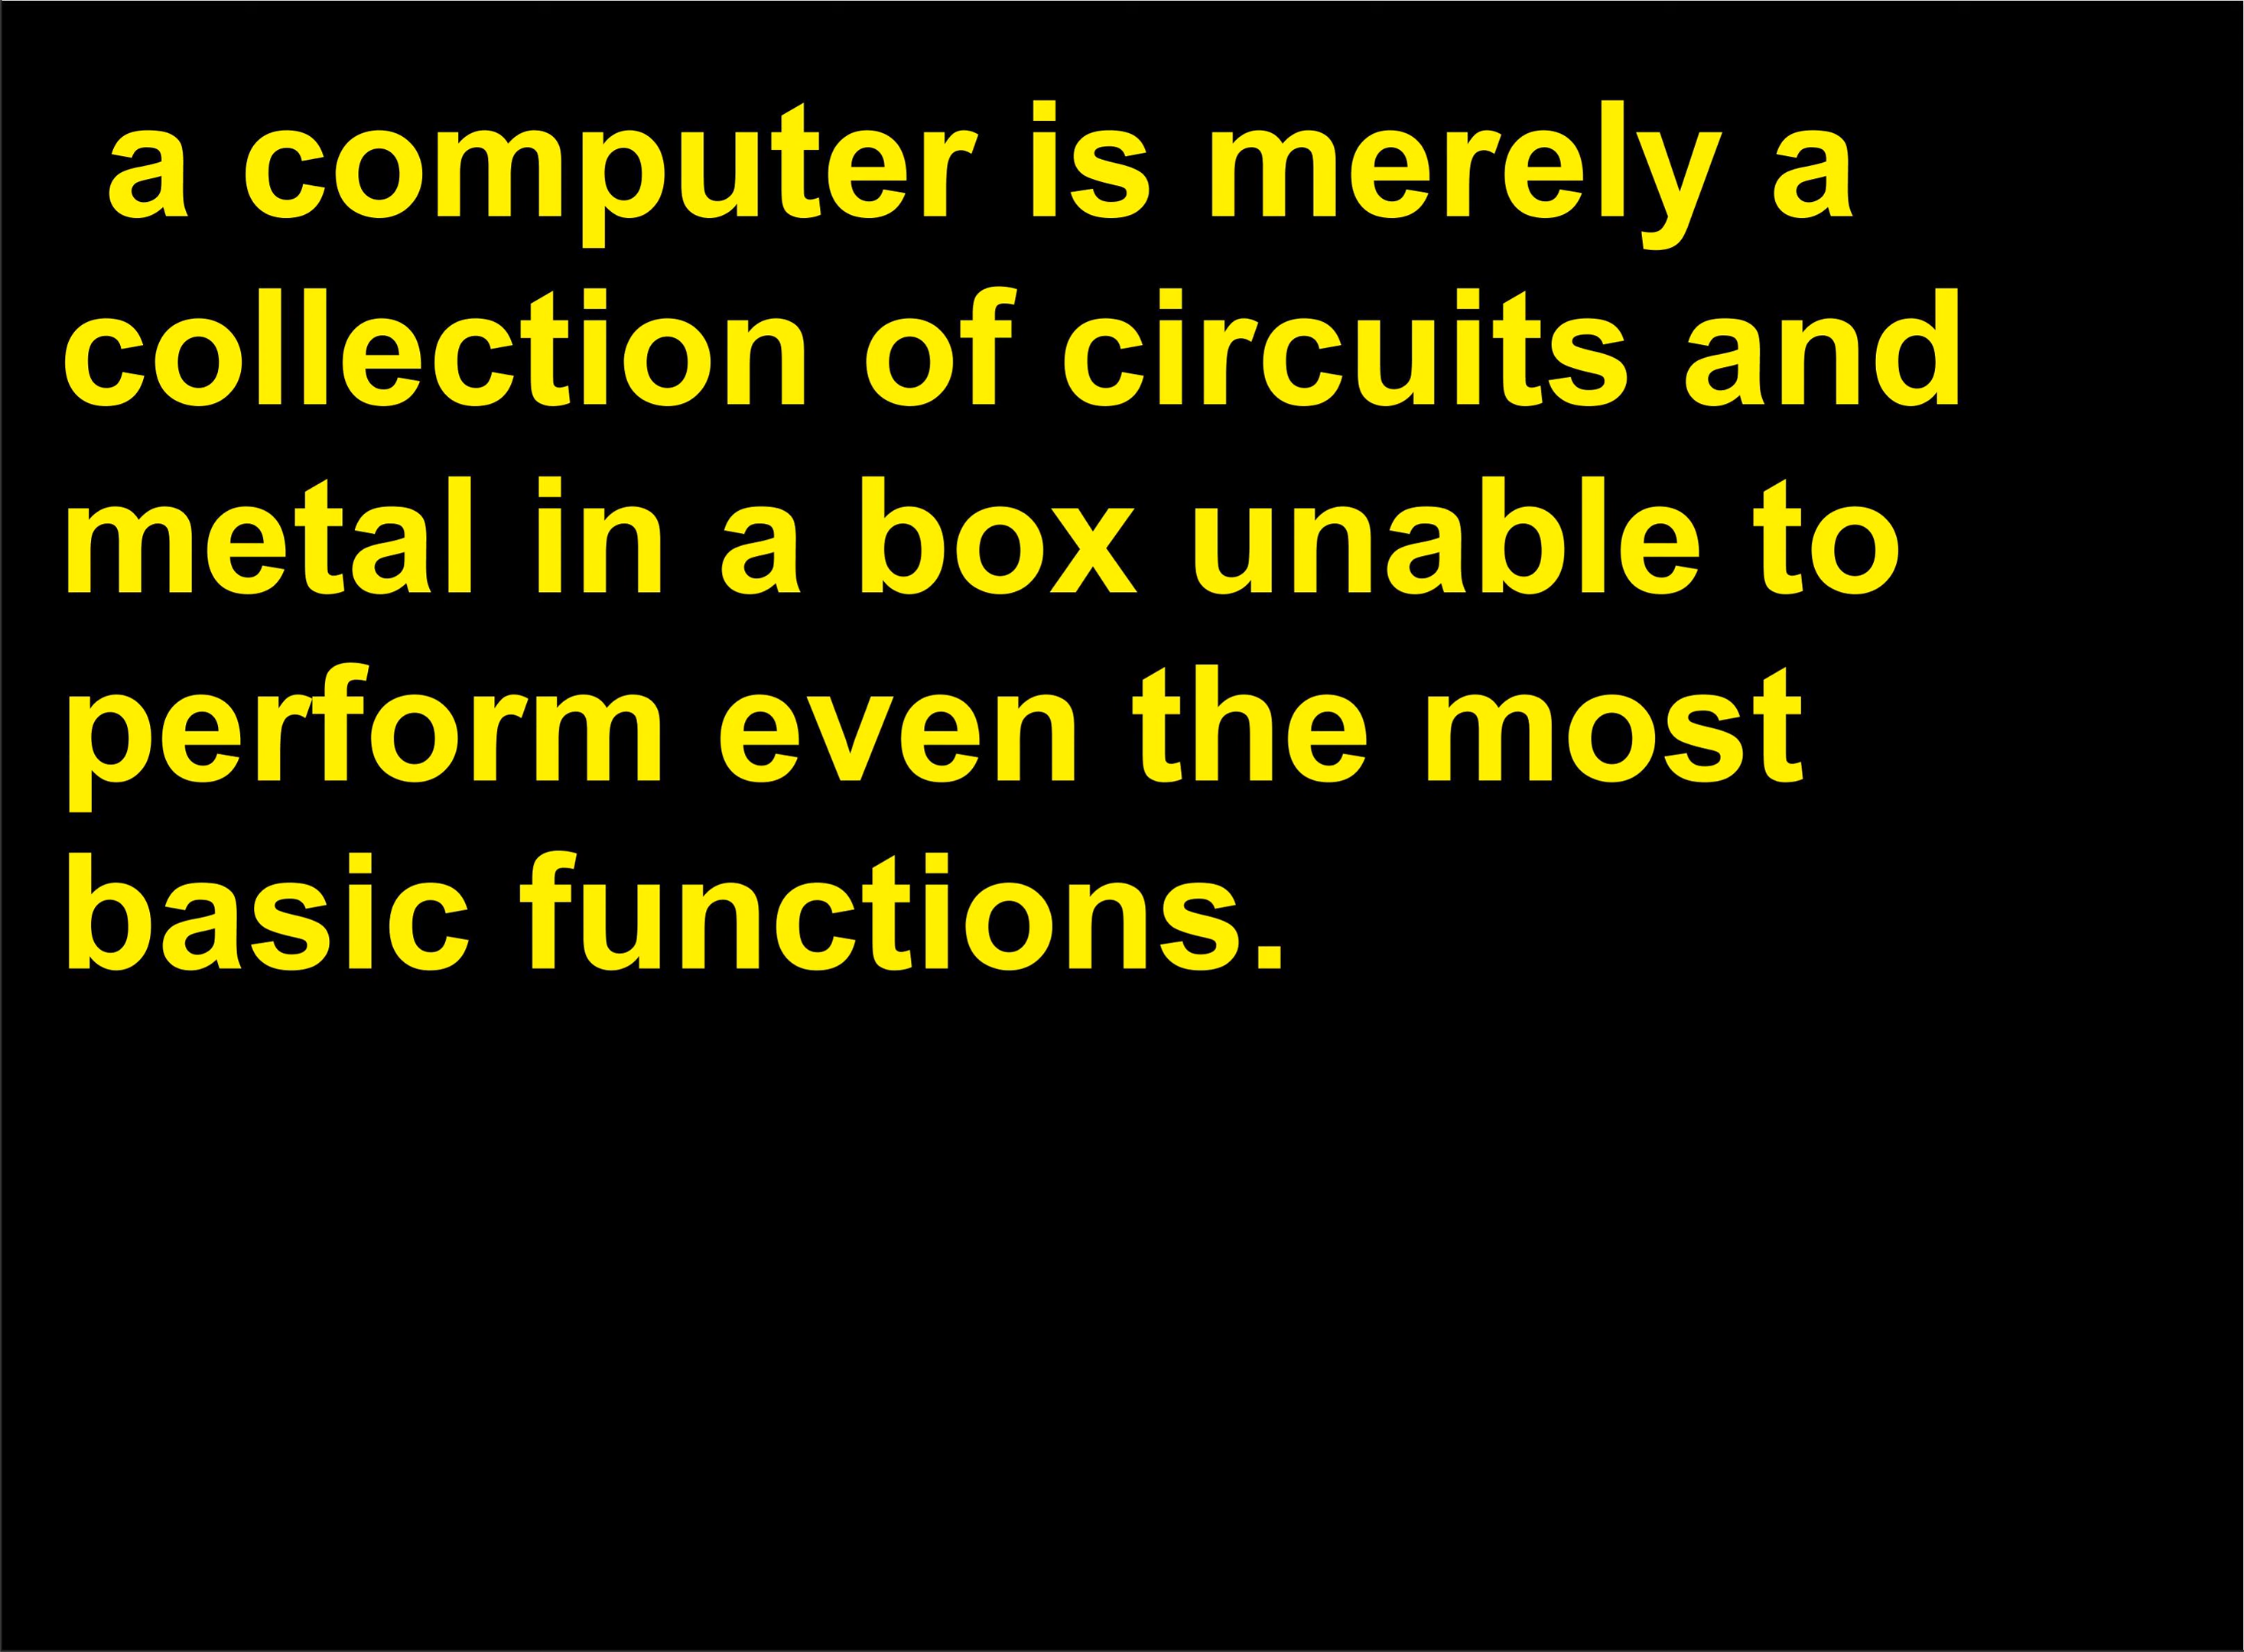 a computer is merely a
collection of circuits and
metal in a box unable to
perform even the most
basic functions.